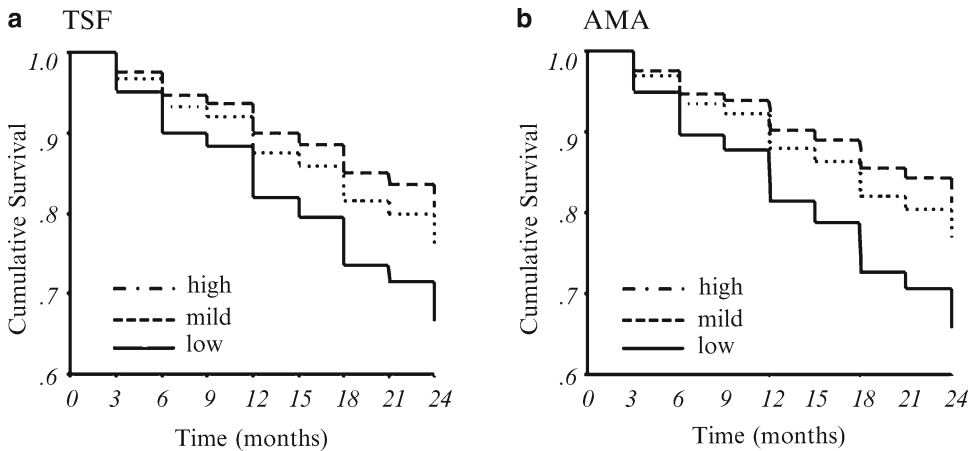 a TSF
Cumulative Survival
1.0
.9
.8
.7
.6
high
mild
low
0 3 6 9 12 15 18 21 24
Time (months)
b AMA
Cumulative Survival
1.0
.9
.8
.7
.6
high
mild
low
0 3 6 9 12 15 18 21 24
Time (months)